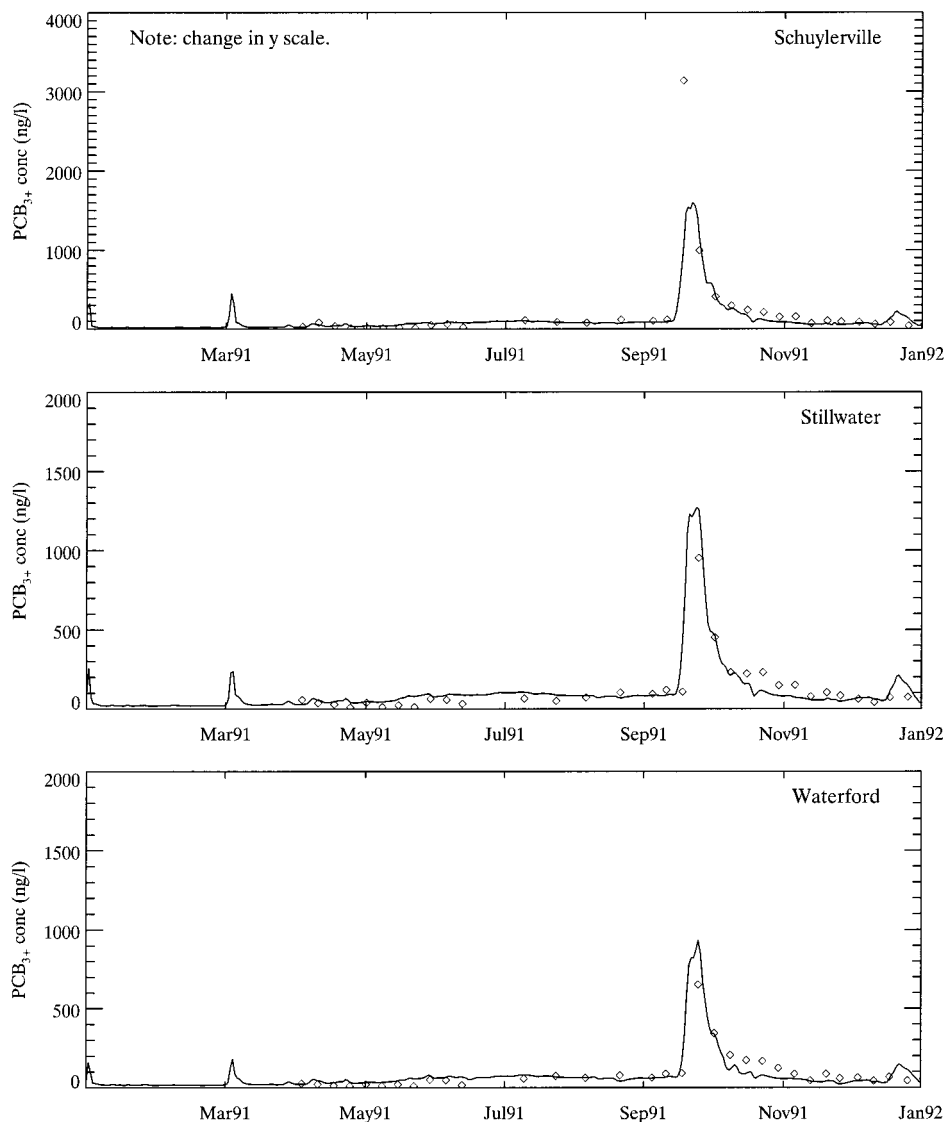 4000
Note: change in y scale.
Schuylerville
3000
2000
1000
0
PCB3+ conc (ng/l)
Mar91 May91 Jul91 Sep91 Nov91 Jan92
2000
Stillwater
1500
1000
500
0
PCB3+ conc (ng/l)
Mar91 May91 Jul91 Sep91 Nov91 Jan92
2000
Waterford
1500
1000
500
0
PCB3+ conc (ng/l)
Mar91 May91 Jul91 Sep91 Nov91 Jan92